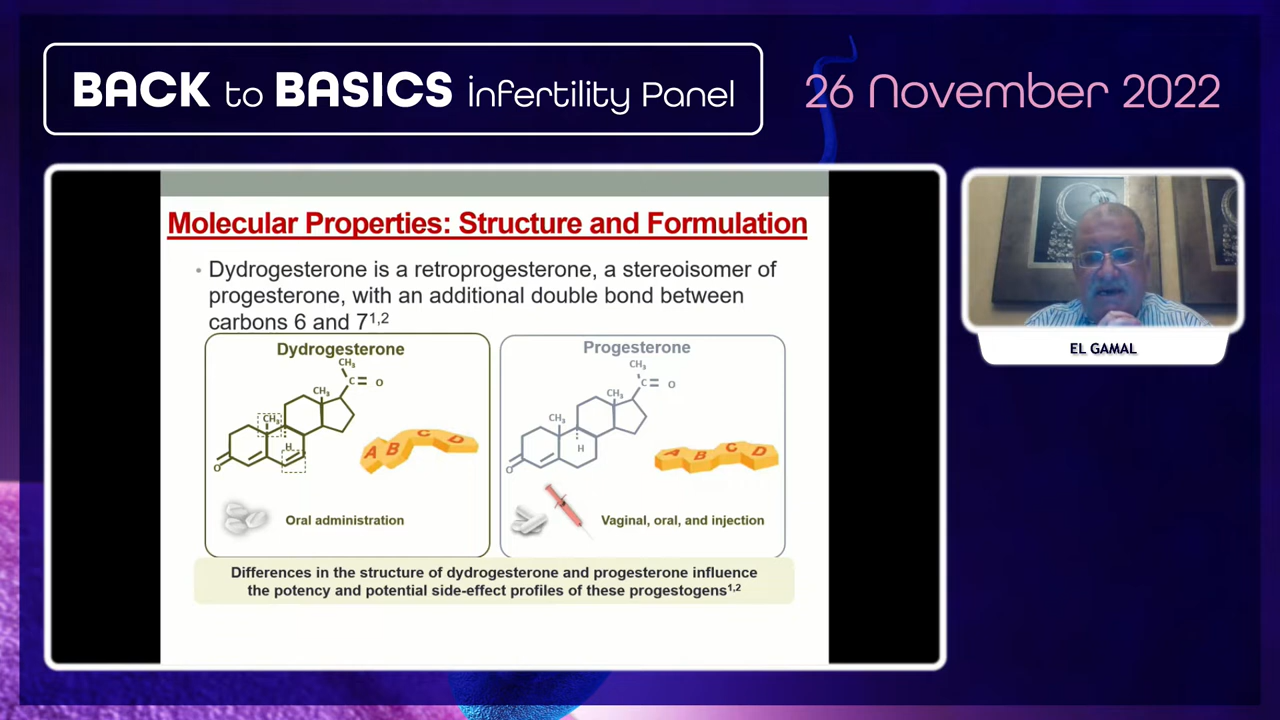 BACK to BASICS infertility Panel
26 November 2022
Molecular Properties: Structure and Formulation
• Dydrogesterone is a retroprogesterone, a stereoisomer of
progesterone, with an additional double bond between
carbons 6 and 7¹,²
Dydrogesterone
CH₃
C = O
CH₃
CH₃
H
O
A B C D
Oral administration
Progesterone
CH₃
C = O
CH₃
CH₃
H
O
A B C D
Vaginal, oral, and injection
Differences in the structure of dydrogesterone and progesterone influence
the potency and potential side-effect profiles of these progestogens¹,²
EL GAMAL